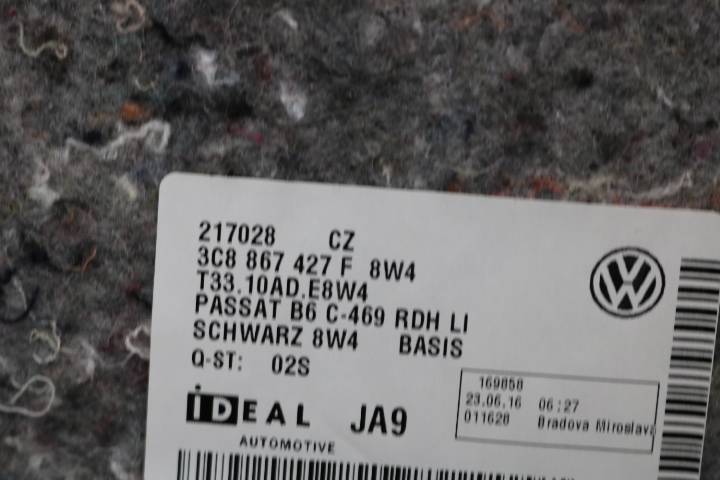 217028 CZ
3C8 867 427 F 8W4
T33.10AD.E8W4
PASSAT B6 C-469 RDH LI
SCHWARZ 8W4 BASIS
Q-ST: 02S
169858
23.06.16 06:27
011628 Bradova Miroslava
IDEAL JA9
AUTOMOTIVE